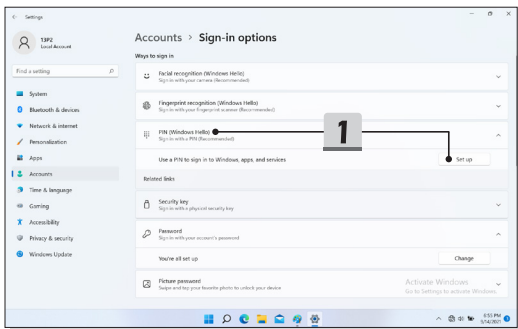 Settings
13P2
Local Account
Accounts > Sign-in options
Ways to sign in
Find a setting
Facial recognition (Windows Hello)
Sign in with your camera (Recommended)
System
Fingerprint recognition (Windows Hello)
Sign in with your fingerprint scanner (Recommended)
Bluetooth & devices
Network & internet
PIN (Windows Hello)
Sign in with a PIN (Recommended)
1
Personalization
Apps
Use a PIN to sign in to Windows, apps, and services
Set up
Accounts
Related links
Time & language
Gaming
Security key
Sign in with a physical security key
Accessibility
Password
Sign in with your account's password
Privacy & security
Windows Update
You're all set up
Change
Picture password
Swipe and tap your favorite photo to unlock your device
Activate Windows
Go to Settings to activate Windows.
6:53 PM
9/14/2021